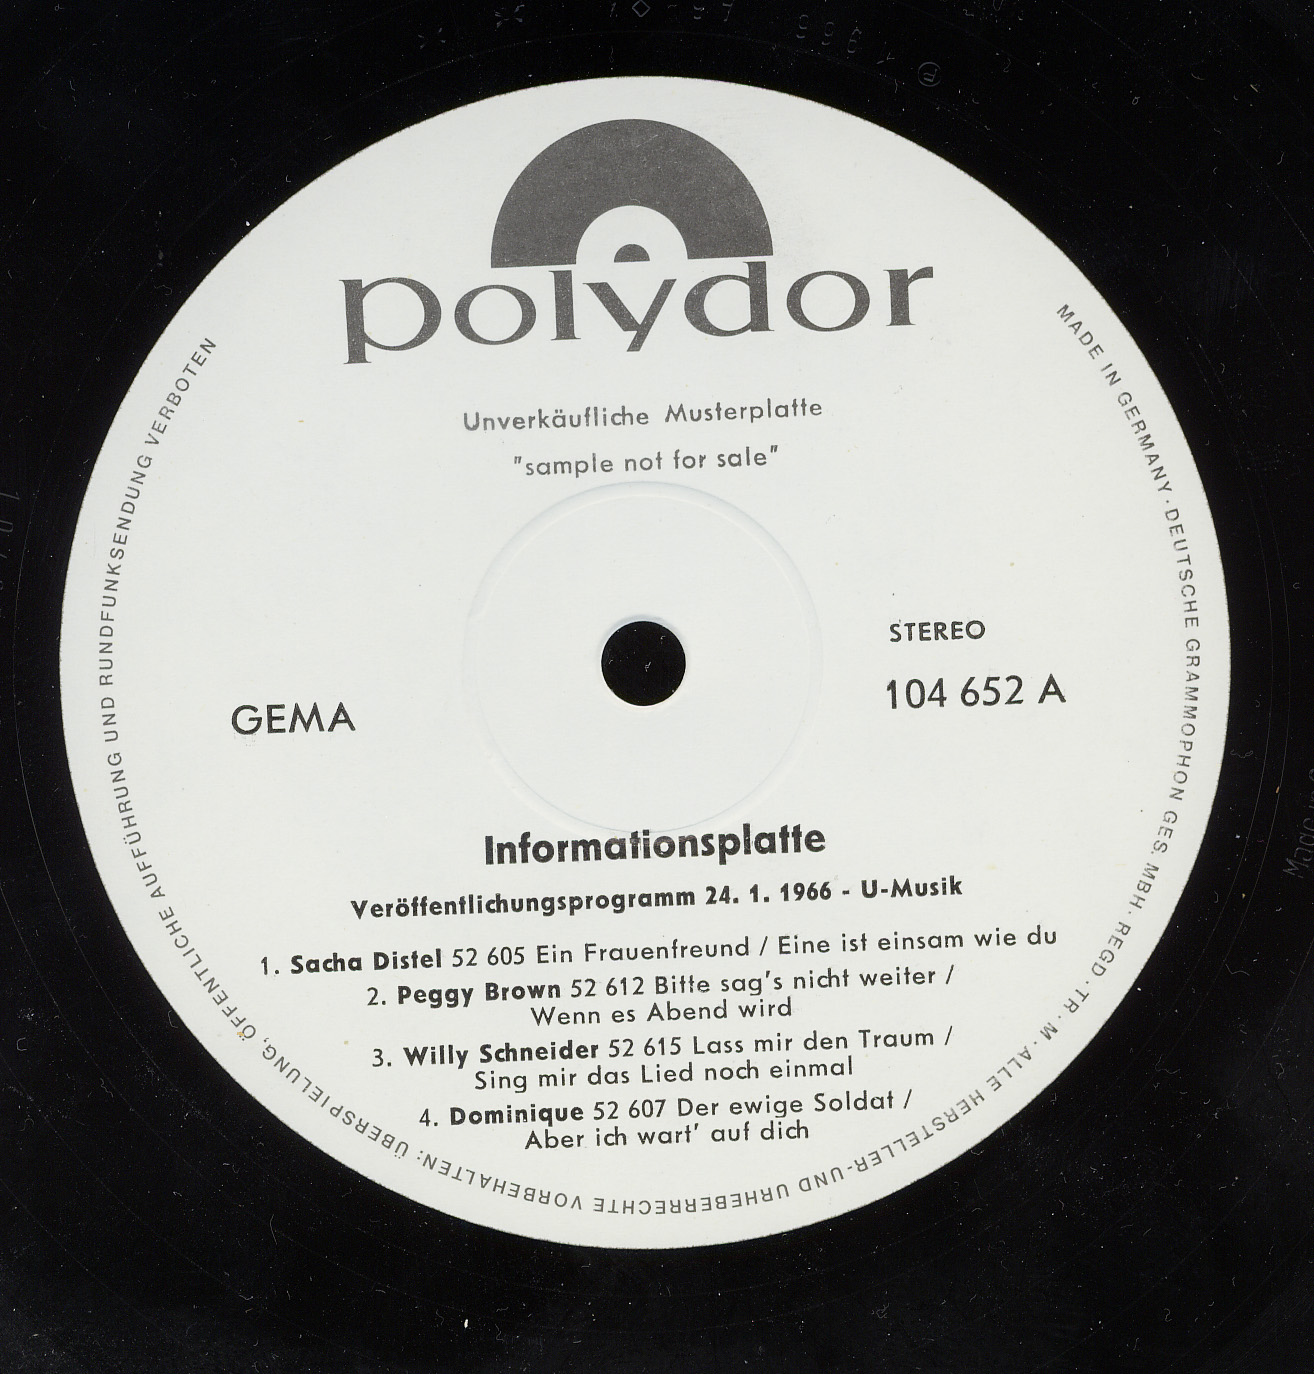 polydor
Unverkäufliche Musterplatte
"sample not for sale"
STEREO
104 652 A
GEMA
Informationsplatte
Veröffentlichungsprogramm 24. 1. 1966 - U-Musik
1. Sacha Distel 52 605 Ein Frauenfreund / Eine ist einsam wie du
2. Peggy Brown 52 612 Bitte sag's nicht weiter /
Wenn es Abend wird
3. Willy Schneider 52 615 Lass mir den Traum /
Sing mir das Lied noch einmal
4. Dominique 52 607 Der ewige Soldat /
Aber ich wart' auf dich
MADE IN GERMANY · DEUTSCHE GRAMMOPHON GES. MBH · REGD · TR · M · ALLE HERSTELLER-UND URHEBERRECHTE VORBEHALTEN: ÜBERSPIELUNG, ÖFFENTLICHE AUFFÜHRUNG UND RUNDFUNKSENDUNG VERBOTEN